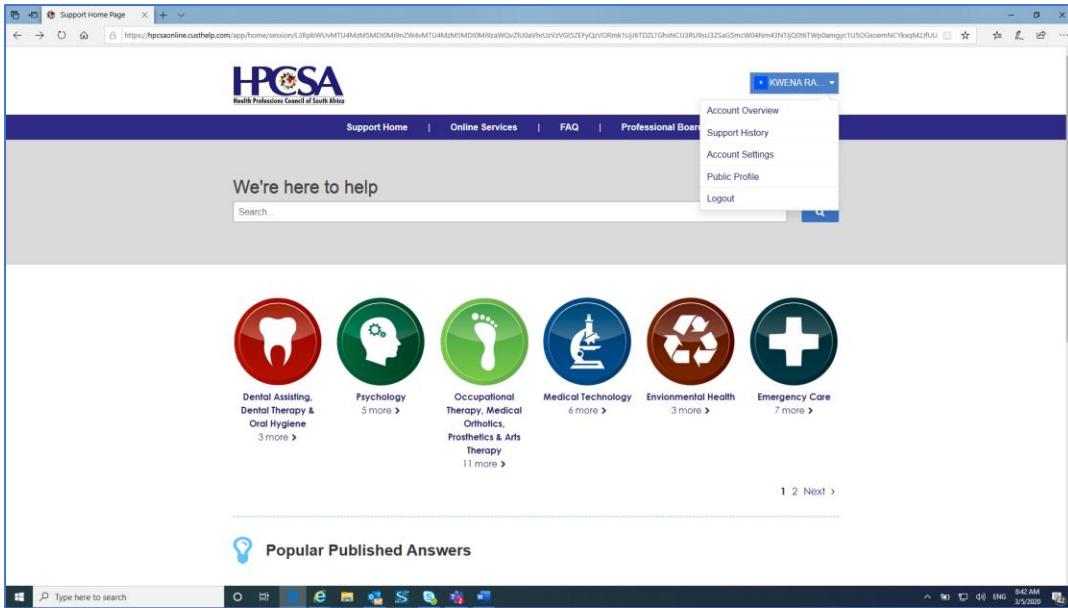 Support Home Page
HPCSA
Health Professions Council of South Africa
KWENA RA...
Account Overview
Support History
Account Settings
Public Profile
Logout
Support Home | Online Services | FAQ | Professional Boar
We're here to help
Search...
Dental Assisting,
Dental Therapy &
Oral Hygiene
3 more >
Psychology
5 more >
Occupational
Therapy, Medical
Orthotics,
Prosthetics & Arts
Therapy
11 more >
Medical Technology
6 more >
Envionmental Health
3 more >
Emergency Care
7 more >
1 2 Next >
Popular Published Answers
Type here to search
ENG
8:42 AM
3/5/2020